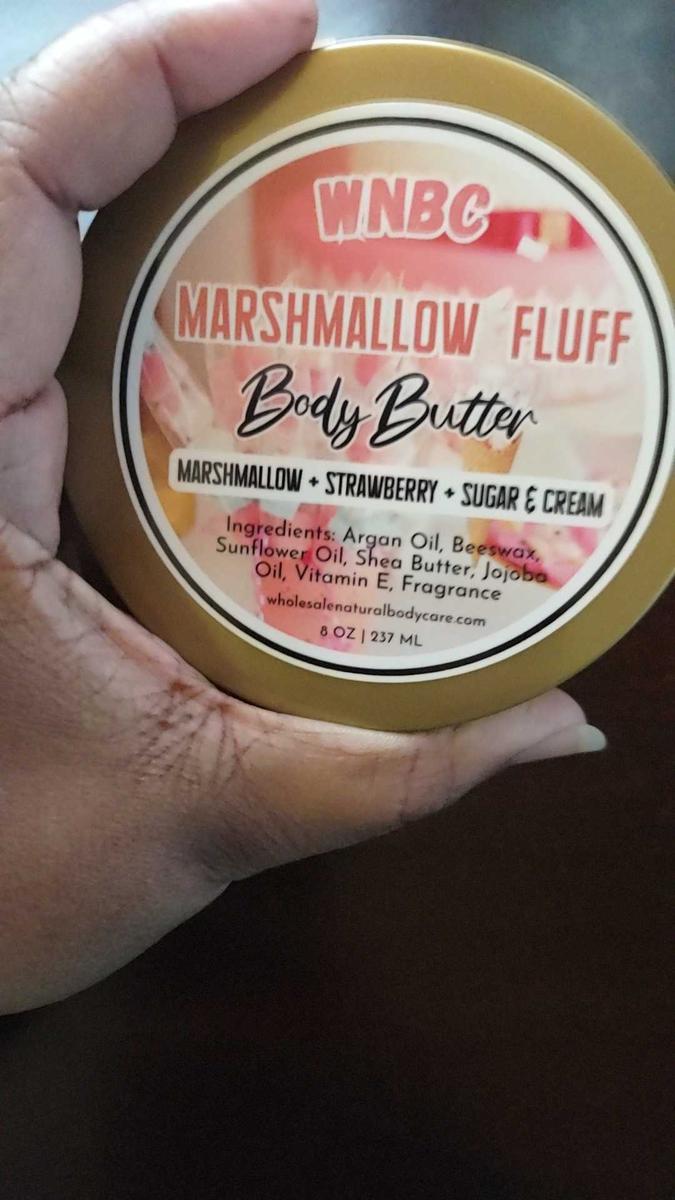 WNBC
MARSHMALLOW FLUFF
Body Butter
MARSHMALLOW + STRAWBERRY + SUGAR & CREAM
Ingredients: Argan Oil, Beeswax,
Sunflower Oil, Shea Butter, Jojoba
Oil, Vitamin E, Fragrance
wholesalenaturalbodycare.com
8 OZ | 237 ML